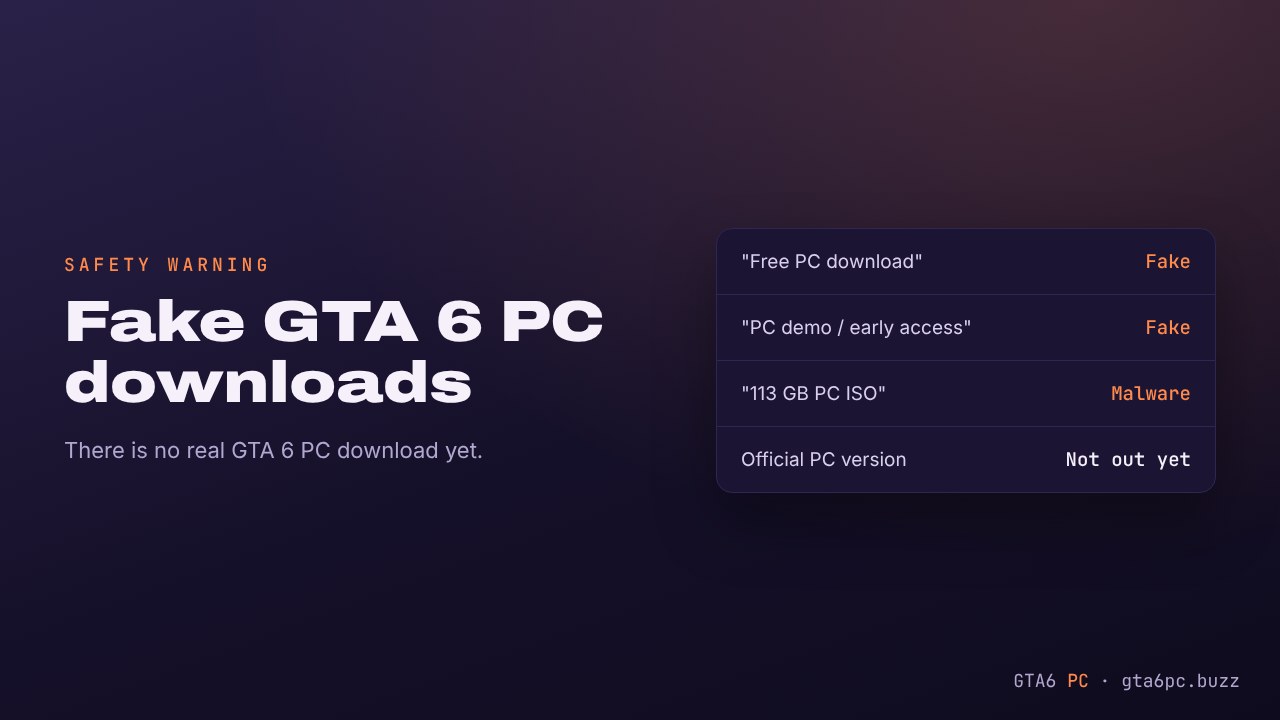 SAFETY WARNING
Fake GTA 6 PC
downloads
There is no real GTA 6 PC download yet.
"Free PC download" Fake
"PC demo / early access" Fake
"113 GB PC ISO" Malware
Official PC version Not out yet
GTA6 PC · gta6pc.buzz